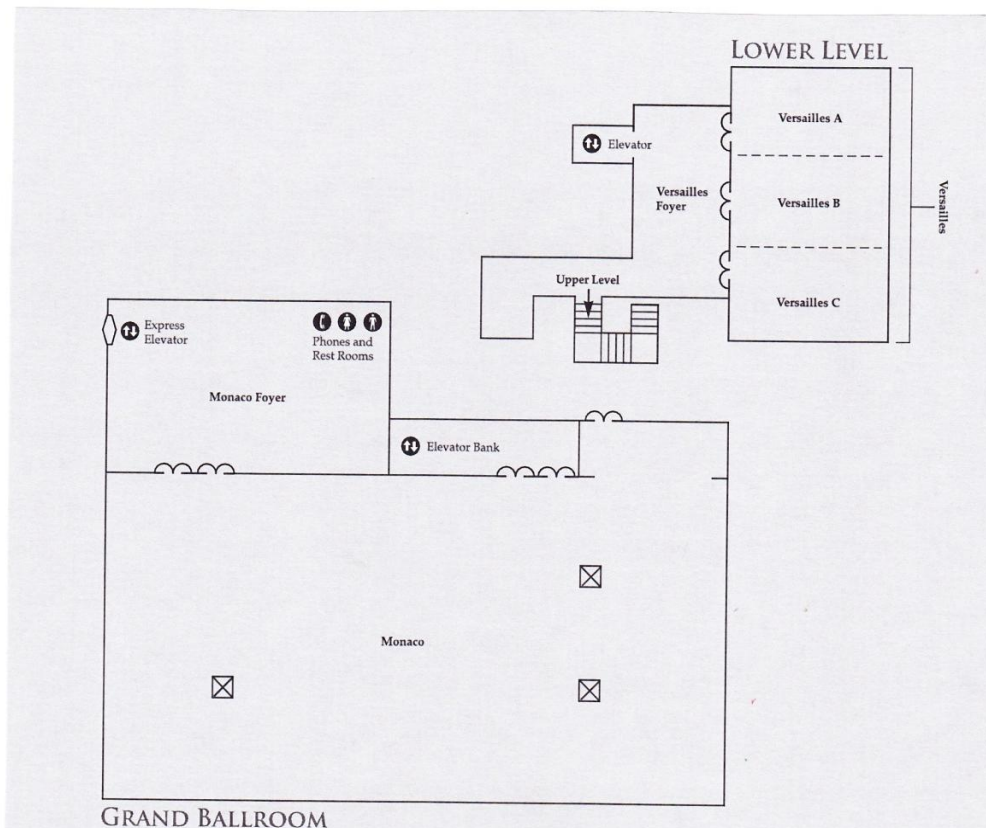 LOWER LEVEL
Versailles A
Elevator
Versailles
Foyer
Versailles B
Versailles
Upper Level
Versailles C
Express
Elevator
Phones and
Rest Rooms
Monaco Foyer
Elevator Bank
Monaco
GRAND BALLROOM